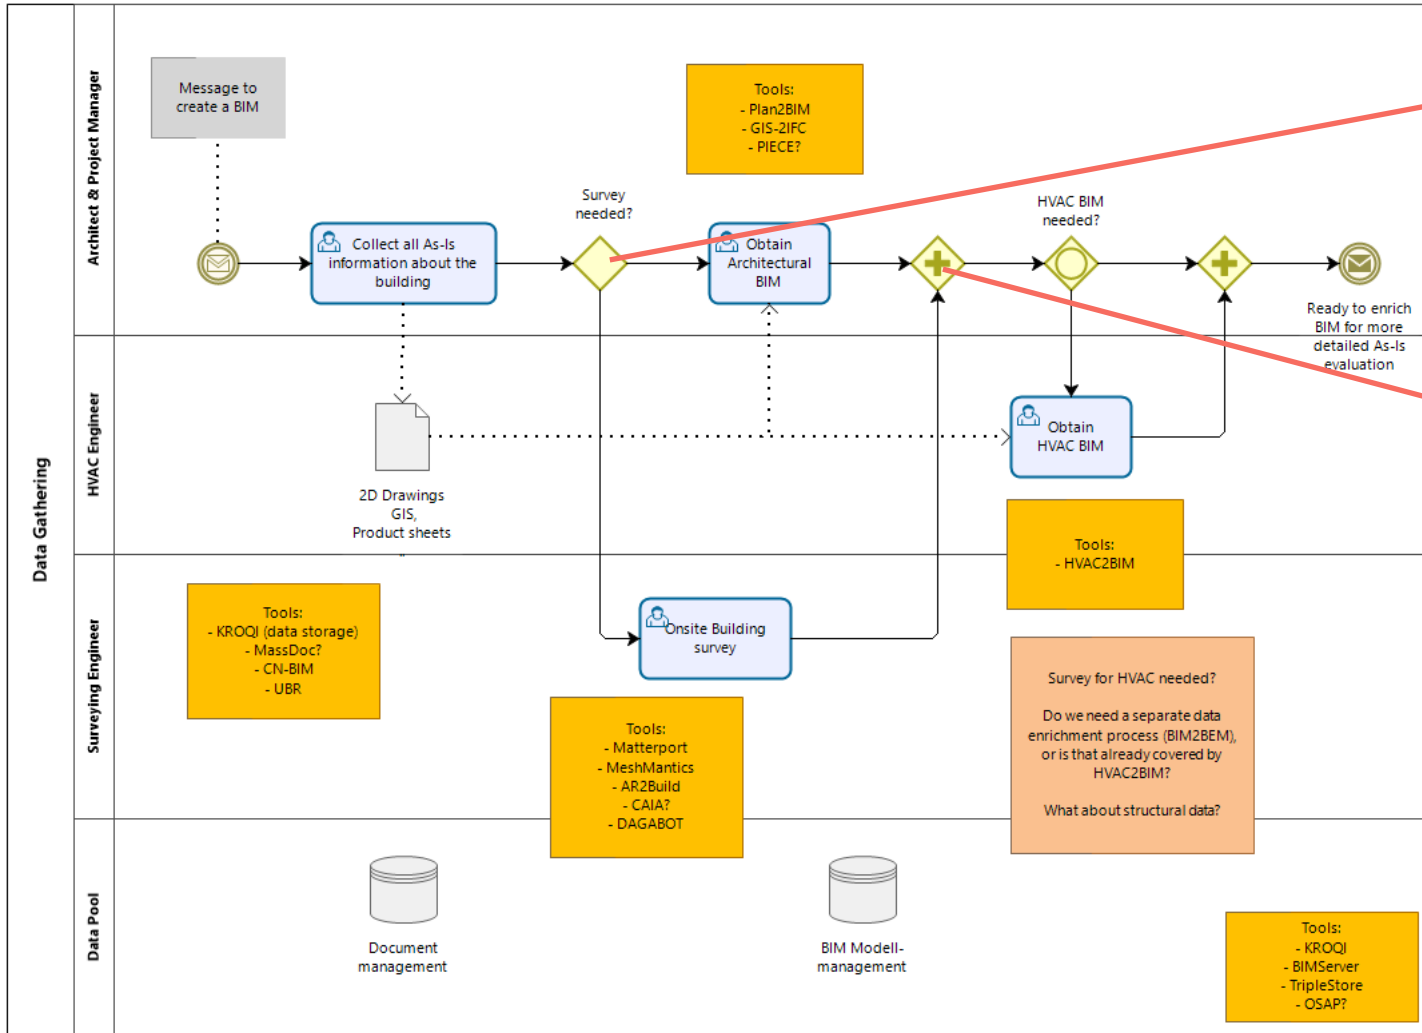 Data Gathering
Architect & Project Manager
Message to
create a BIM
Collect all As-Is
information about the
building
Survey
needed?
Tools:
- Plan2BIM
- GIS-2IFC
- PIECE?
Obtain
Architectural
BIM
HVAC BIM
needed?
Ready to enrich
BIM for more
detailed As-Is
evaluation
HVAC Engineer
2D Drawings
GIS,
Product sheets
Obtain
HVAC BIM
Tools:
- HVAC2BIM
Surveying Engineer
Tools:
- KROQI (data storage)
- MassDoc?
- CN-BIM
- UBR
Onsite Building
survey
Tools:
- Matterport
- MeshMantics
- AR2Build
- CAIA?
- DAGABOT
Survey for HVAC needed?
Do we need a separate data
enrichment process (BIM2BEM),
or is that already covered by
HVAC2BIM?
What about structural data?
Data Pool
Document
management
BIM Modell-
management
Tools:
- KROQI
- BIMServer
- TripleStore
- OSAP?